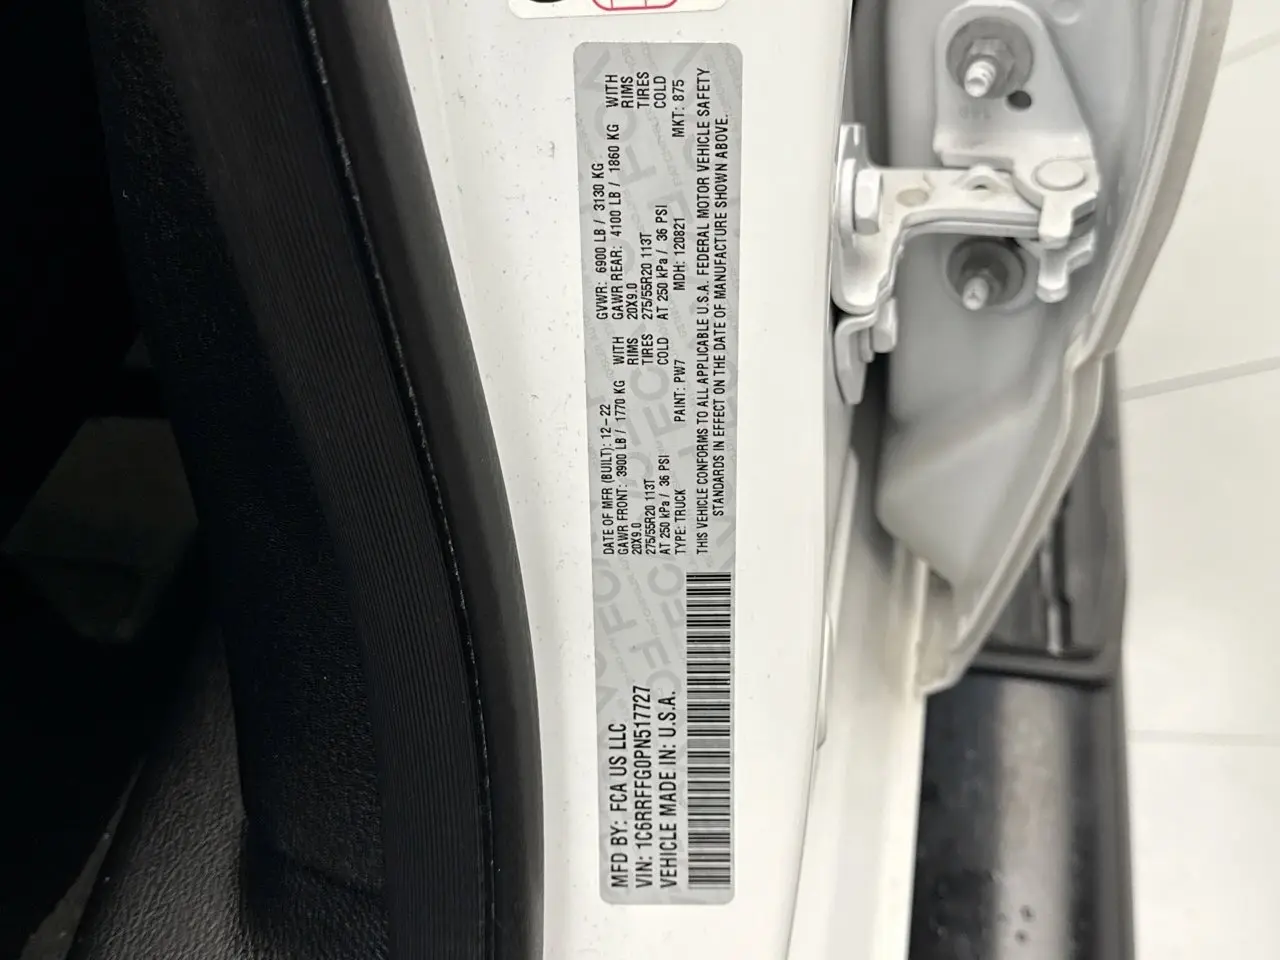 MFD BY: FCA US LLC
VIN: 1C6RRFFG0PN517727
VEHICLE MADE IN: U.S.A.
DATE OF MFR (BUILT): 12-22 GVWR: 6900 LB / 3130 KG
GAWR FRONT: 3900 LB / 1770 KG WITH GAWR REAR: 4100 LB / 1860 KG WITH
20X9.0 RIMS 20X9.0 RIMS
275/55R20 113T TIRES 275/55R20 113T TIRES
AT 250 kPa / 36 PSI COLD AT 250 kPa / 36 PSI COLD
TYPE: TRUCK PAINT: PW7 MDH: 120821 MKT: 875
THIS VEHICLE CONFORMS TO ALL APPLICABLE U.S.A. FEDERAL MOTOR VEHICLE SAFETY
STANDARDS IN EFFECT ON THE DATE OF MANUFACTURE SHOWN ABOVE.